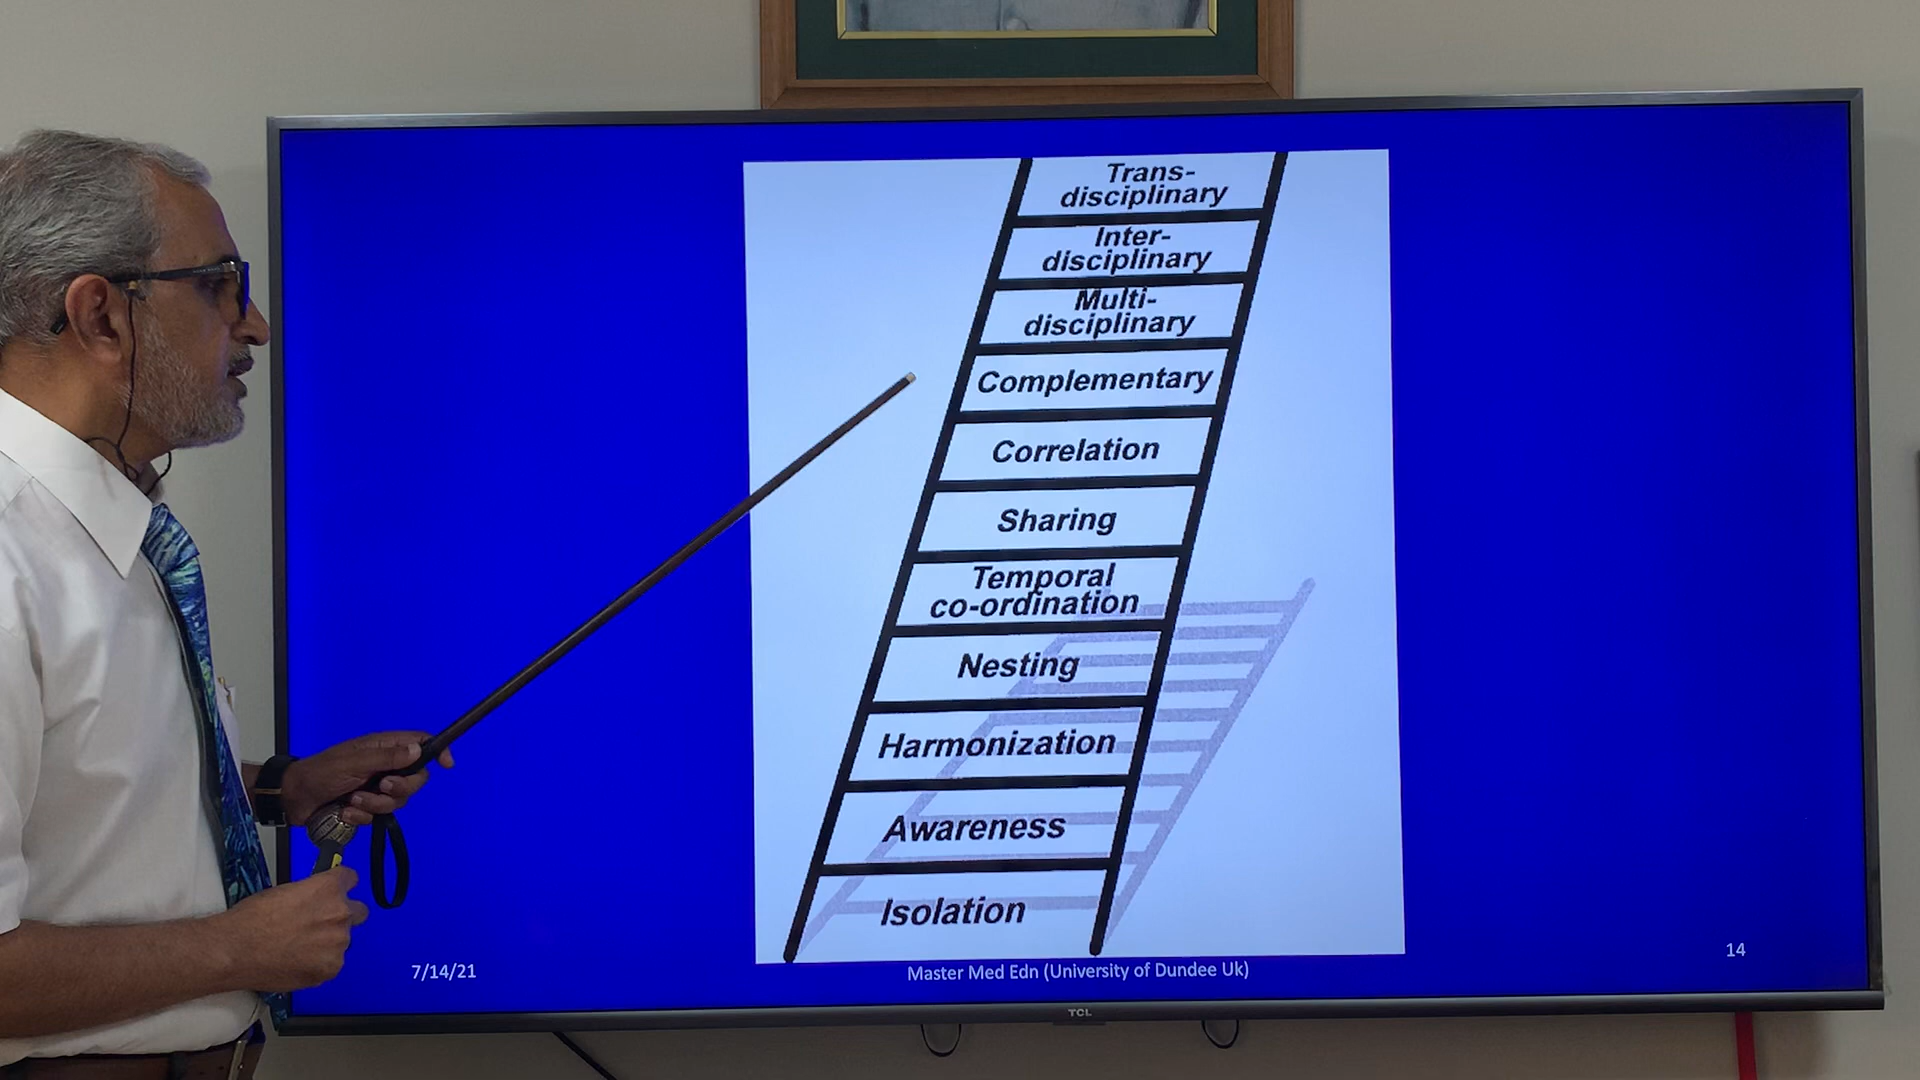 Trans-
disciplinary
Inter-
disciplinary
Multi-
disciplinary
Complementary
Correlation
Sharing
Temporal
co-ordination
Nesting
Harmonization
Awareness
Isolation
7/14/21
Master Med Edn (University of Dundee Uk)
14
TCL